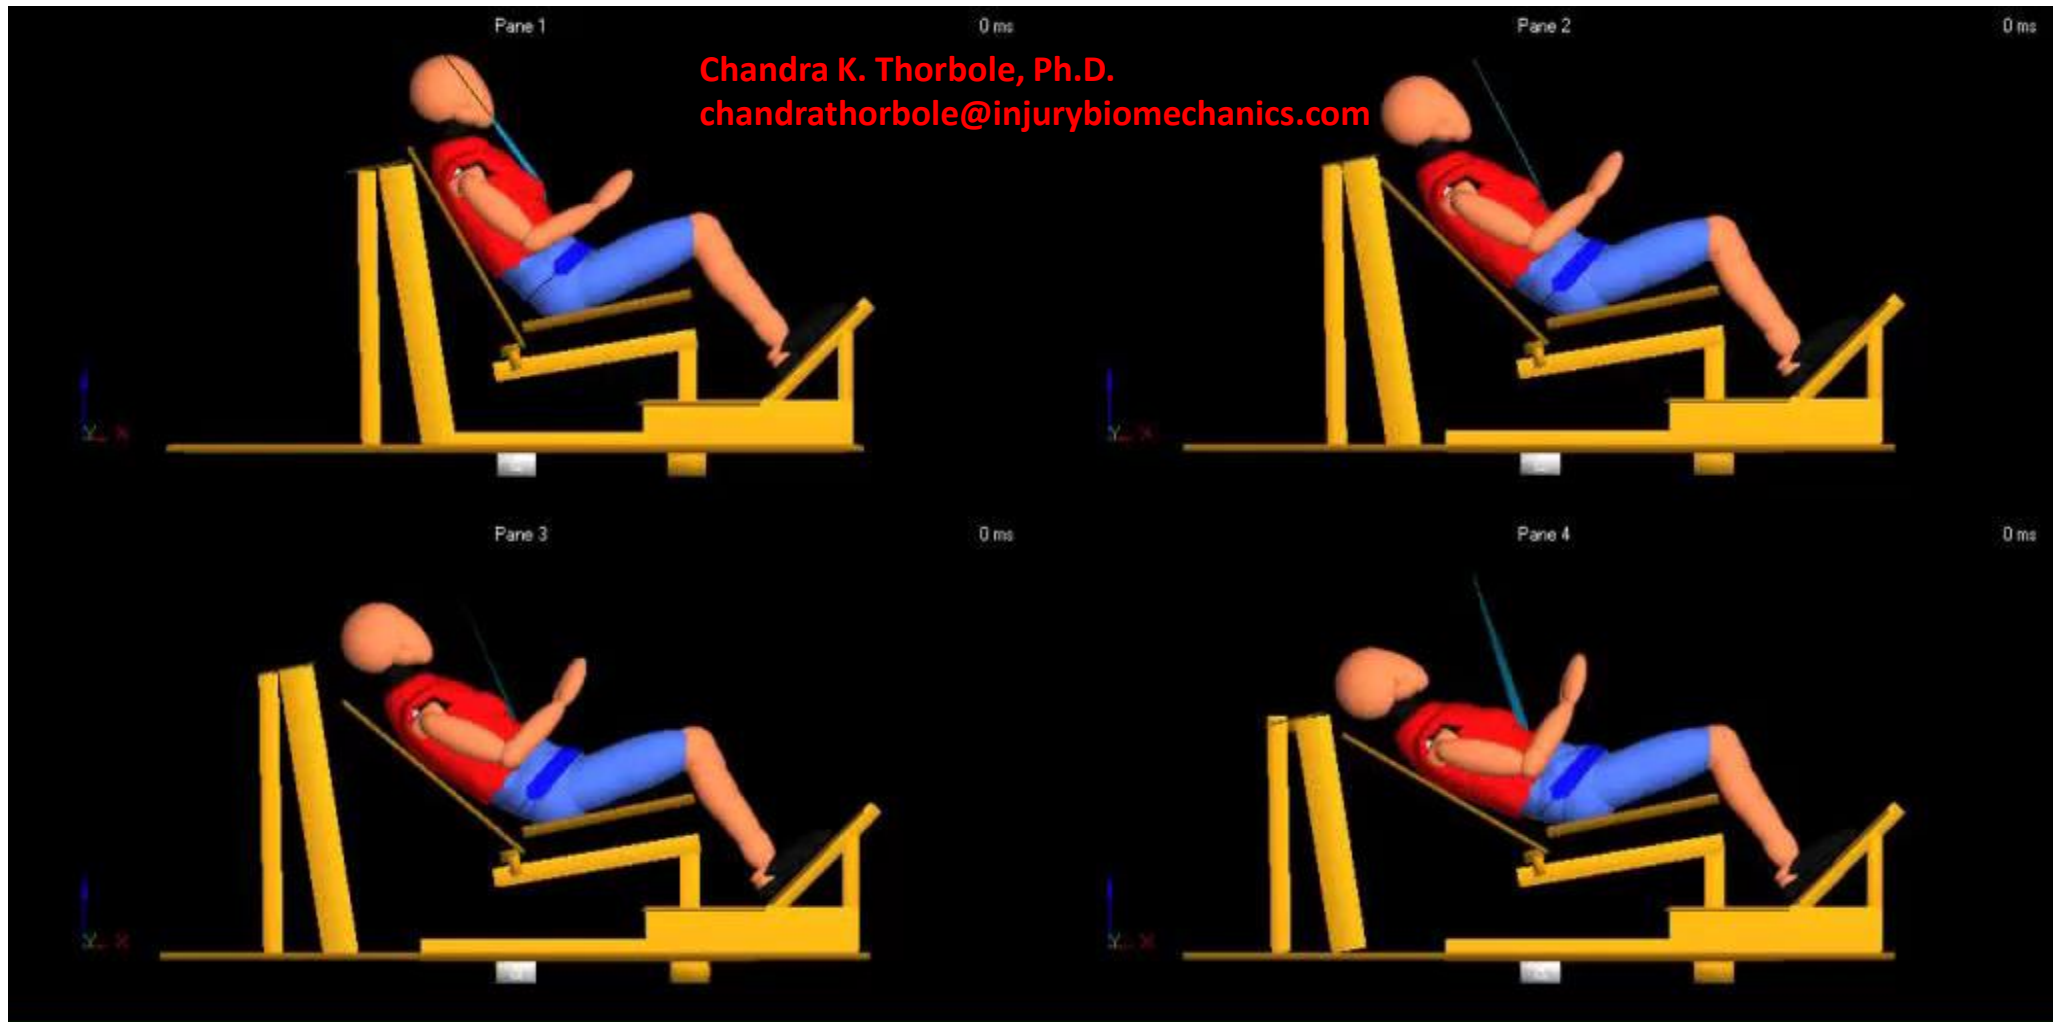 Pane 1
0 ms
Pane 2
0 ms
Chandra K. Thorbole, Ph.D.
chandrathorbole@injurybiomechanics.com
Y X
Y X
Pane 3
0 ms
Pane 4
0 ms
Y X
Y X